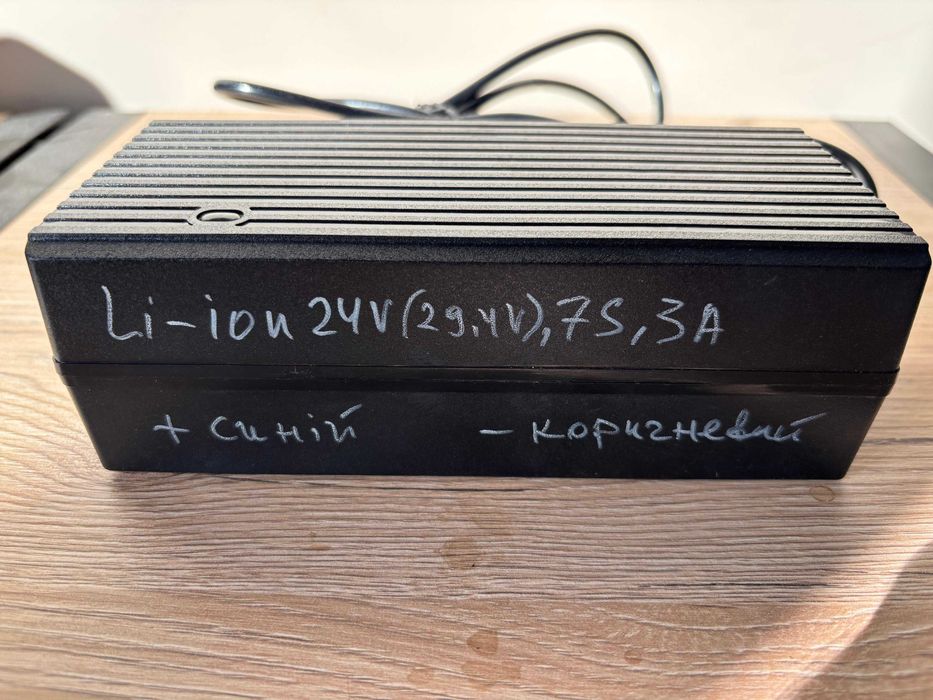 Li-ion 24V(29.4V), 7S, 3A
+ синій - коричневий